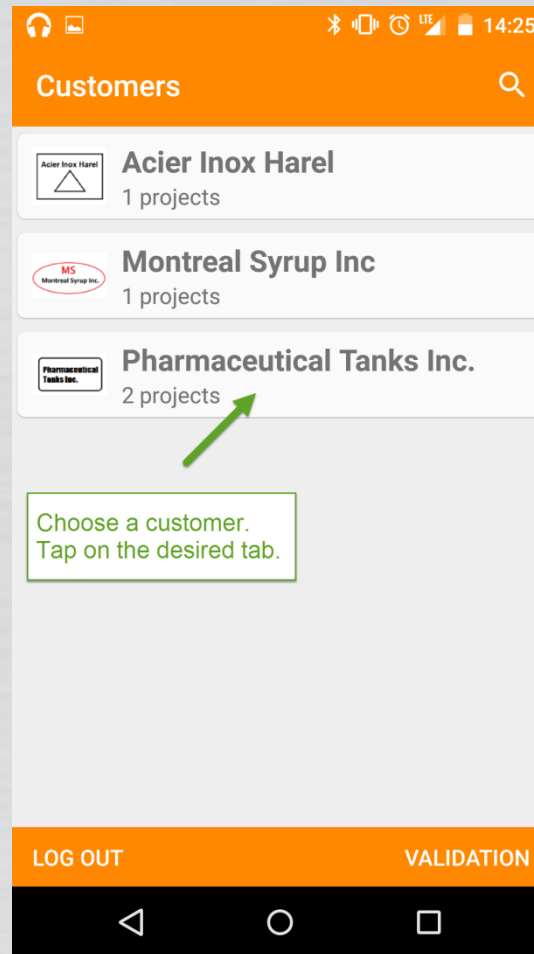 LTE 14:25
Customers
Acier Inox Harel
Acier Inox Harel
1 projects
MS
Montreal Syrup Inc.
Montreal Syrup Inc
1 projects
Pharmaceutical
Tanks Inc.
Pharmaceutical Tanks Inc.
2 projects
Choose a customer.
Tap on the desired tab.
LOG OUT VALIDATION